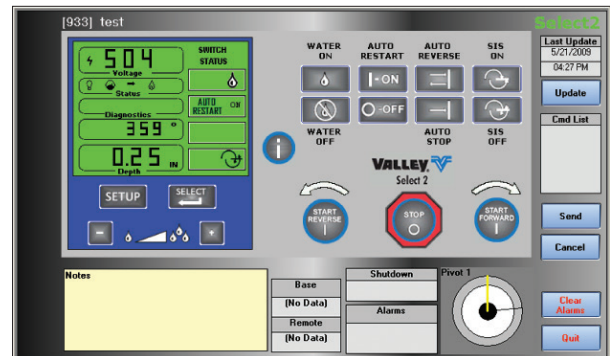 [933] test
Select2
504
Voltage
Status
Diagnostics
359 °
0.25 IN
Depth
SWITCH
STATUS
AUTO
RESTART ON
SETUP
SELECT
-
+
WATER
ON
AUTO
RESTART
AUTO
REVERSE
SIS
ON
I=ON
O=OFF
WATER
OFF
AUTO
STOP
SIS
OFF
i
VALLEY
Select 2
START
REVERSE
I
STOP
O
START
FORWARD
I
Last Update
5/21/2009
04:27 PM
Update
Cmd List
Send
Cancel
Clear
Alarms
Quit
Notes
Base
(No Data)
Remote
(No Data)
Shutdown
Alarms
Pivot 1